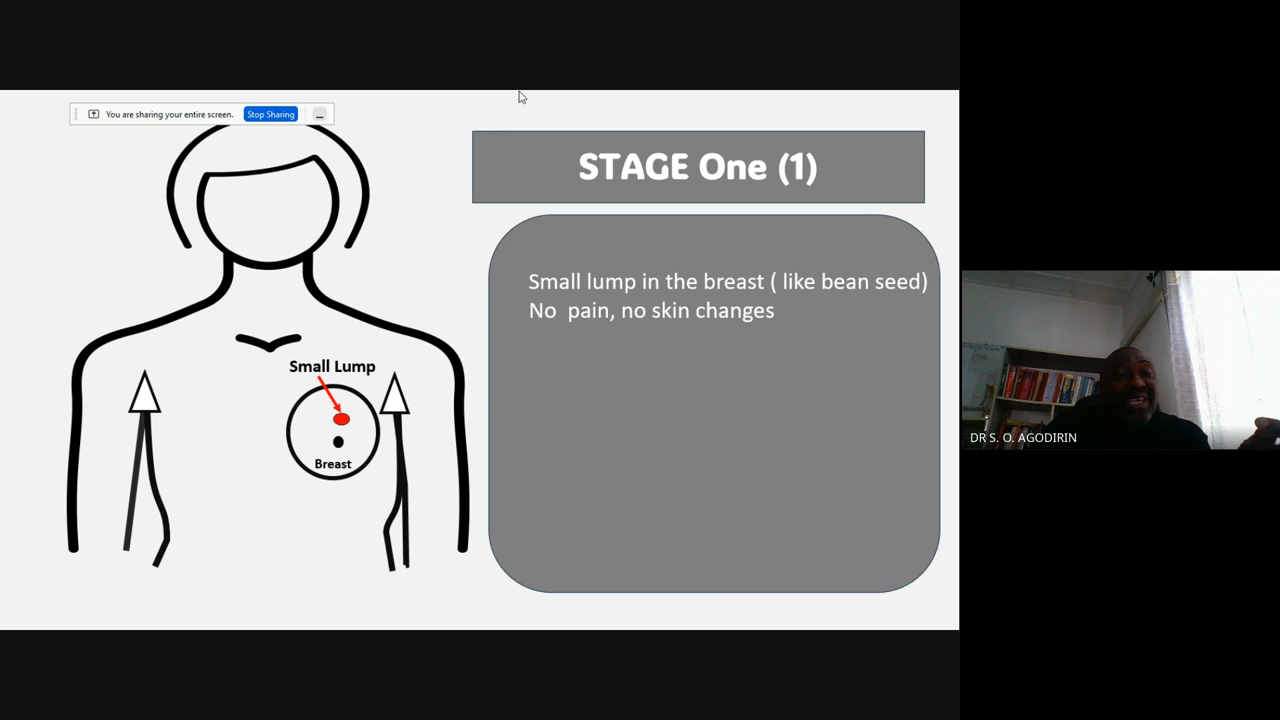 You are sharing your entire screen. Stop Sharing
STAGE One (1)
Small lump in the breast ( like bean seed)
No  pain, no skin changes
Small Lump
Breast
DR S. O. AGODIRIN